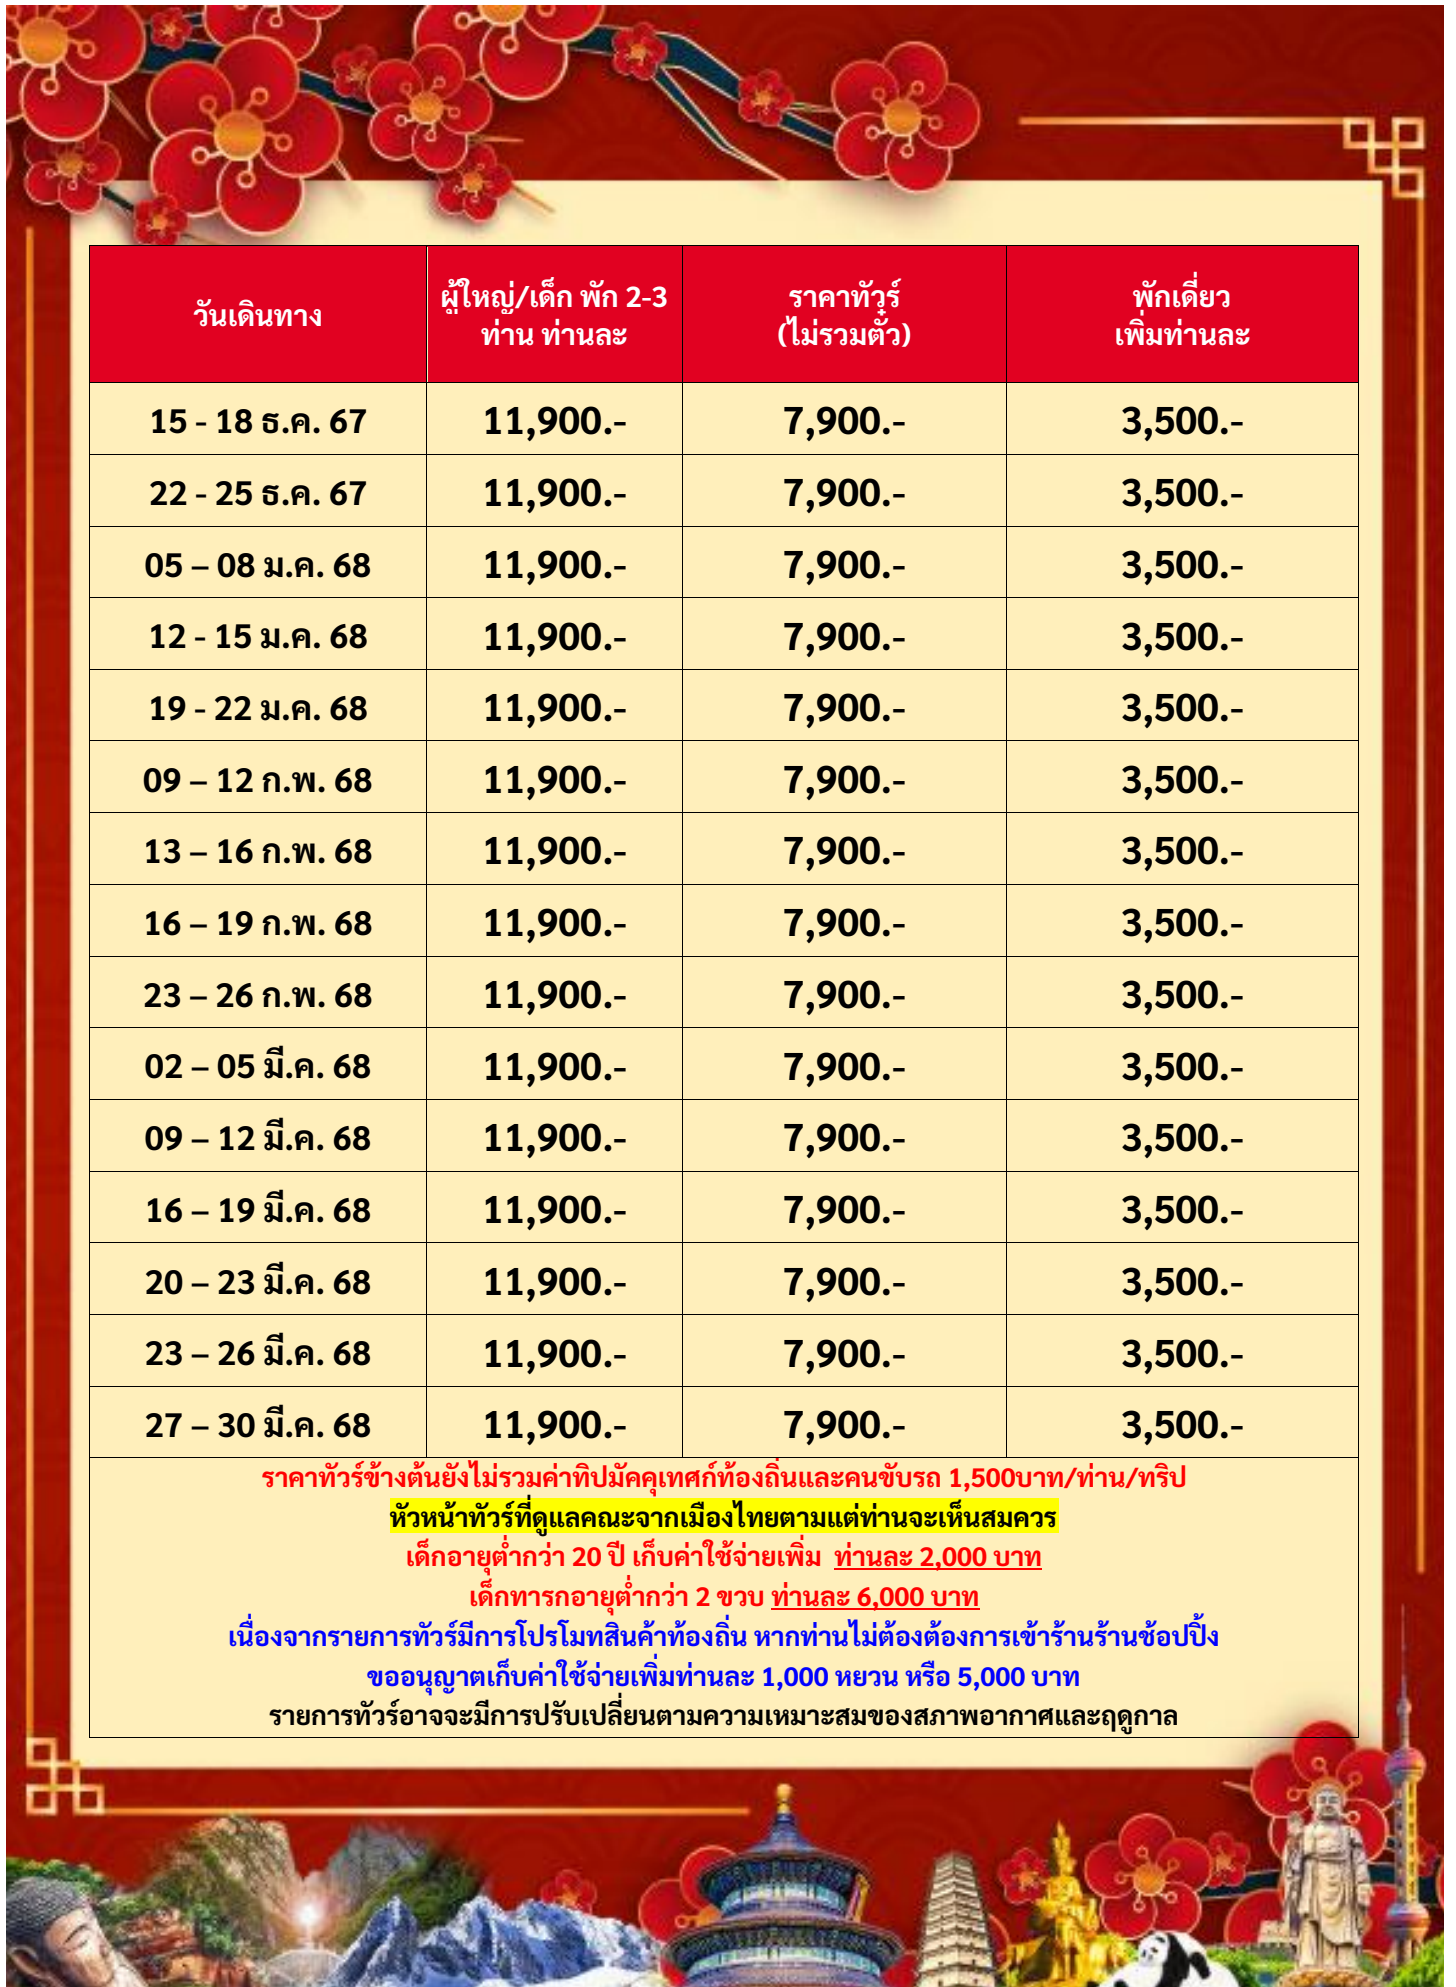 วันเดินทาง
ผู้ใหญ่/เด็ก พัก 2-3
ท่าน ท่านละ
ราคาทัวร์
(ไม่รวมตั๋ว)
พักเดี่ยว
เพิ่มท่านละ
15 - 18 ธ.ค. 67 11,900.- 7,900.- 3,500.-
22 - 25 ธ.ค. 67 11,900.- 7,900.- 3,500.-
05 – 08 ม.ค. 68 11,900.- 7,900.- 3,500.-
12 - 15 ม.ค. 68 11,900.- 7,900.- 3,500.-
19 - 22 ม.ค. 68 11,900.- 7,900.- 3,500.-
09 – 12 ก.พ. 68 11,900.- 7,900.- 3,500.-
13 – 16 ก.พ. 68 11,900.- 7,900.- 3,500.-
16 – 19 ก.พ. 68 11,900.- 7,900.- 3,500.-
23 – 26 ก.พ. 68 11,900.- 7,900.- 3,500.-
02 – 05 มี.ค. 68 11,900.- 7,900.- 3,500.-
09 – 12 มี.ค. 68 11,900.- 7,900.- 3,500.-
16 – 19 มี.ค. 68 11,900.- 7,900.- 3,500.-
20 – 23 มี.ค. 68 11,900.- 7,900.- 3,500.-
23 – 26 มี.ค. 68 11,900.- 7,900.- 3,500.-
27 – 30 มี.ค. 68 11,900.- 7,900.- 3,500.-
ราคาทัวร์ข้างต้นยังไม่รวมค่าทิปมัคคุเทศก์ท้องถิ่นและคนขับรถ 1,500บาท/ท่าน/ทริป
หัวหน้าทัวร์ที่ดูแลคณะจากเมืองไทยตามแต่ท่านจะเห็นสมควร
เด็กอายุต่ำกว่า 20 ปี เก็บค่าใช้จ่ายเพิ่ม ท่านละ 2,000 บาท
เด็กทารกอายุต่ำกว่า 2 ขวบ ท่านละ 6,000 บาท
เนื่องจากรายการทัวร์มีการโปรโมทสินค้าท้องถิ่น หากท่านไม่ต้องต้องการเข้าร้านร้านช้อปปิ้ง
ขออนุญาตเก็บค่าใช้จ่ายเพิ่มท่านละ 1,000 หยวน หรือ 5,000 บาท
รายการทัวร์อาจจะมีการปรับเปลี่ยนตามความเหมาะสมของสภาพอากาศและฤดูกาล